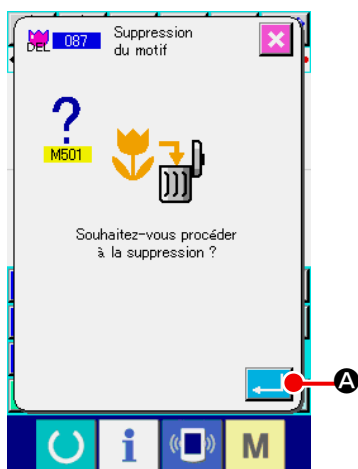 DEL 087 Suppression
du motif
?
M501
Souhaitez-vous procéder
à la suppression ?
A
i M